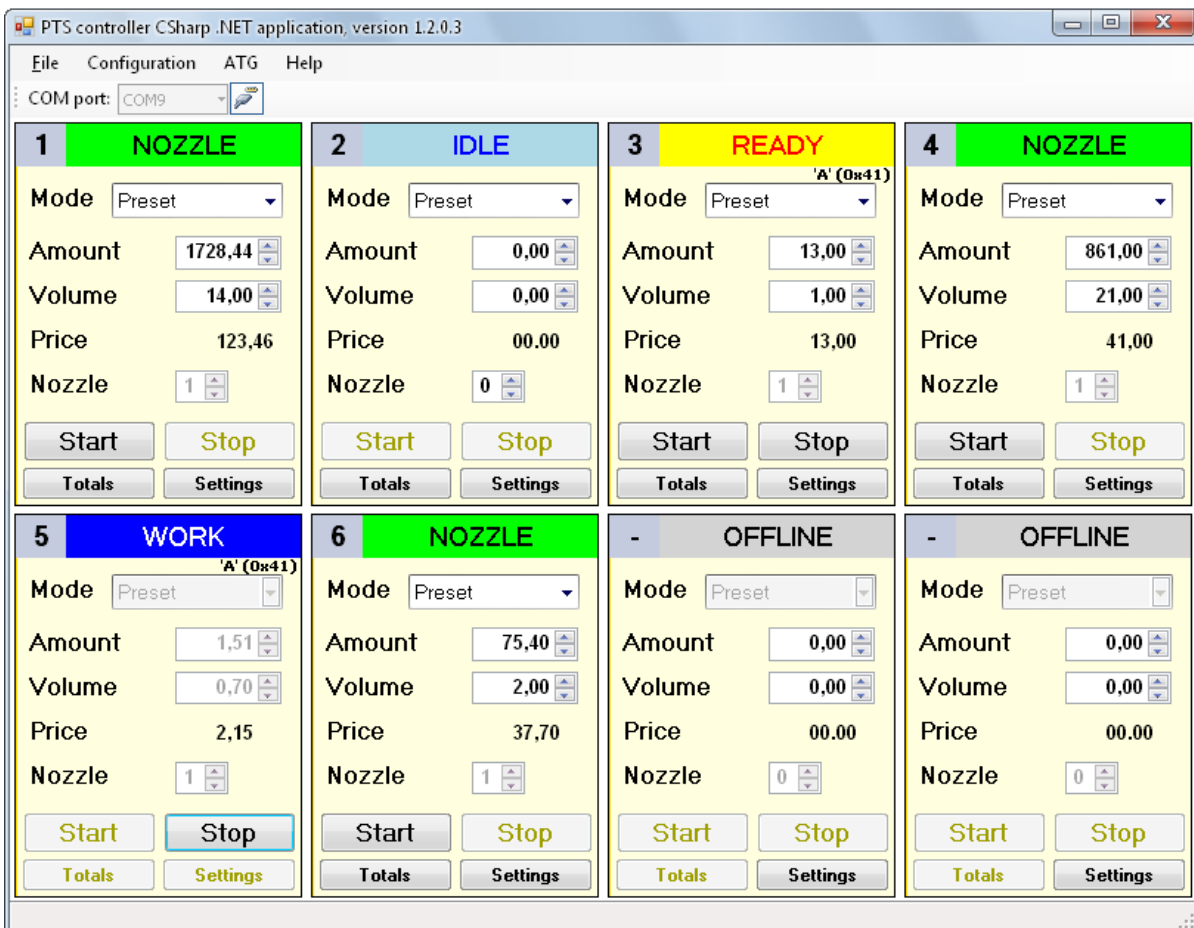 PTS controller CSharp .NET application, version 1.2.0.3
File Configuration ATG Help
COM port: COM9
1 NOZZLE
Mode Preset
Amount 1728,44
Volume 14,00
Price 123,46
Nozzle 1
Start Stop
Totals Settings
2 IDLE
Mode Preset
Amount 0,00
Volume 0,00
Price 00.00
Nozzle 0
Start Stop
Totals Settings
3 READY
'A' (0x41)
Mode Preset
Amount 13,00
Volume 1,00
Price 13,00
Nozzle 1
Start Stop
Totals Settings
4 NOZZLE
Mode Preset
Amount 861,00
Volume 21,00
Price 41,00
Nozzle 1
Start Stop
Totals Settings
5 WORK
'A' (0x41)
Mode Preset
Amount 1,51
Volume 0,70
Price 2,15
Nozzle 1
Start Stop
Totals Settings
6 NOZZLE
Mode Preset
Amount 75,40
Volume 2,00
Price 37,70
Nozzle 1
Start Stop
Totals Settings
- OFFLINE
Mode Preset
Amount 0,00
Volume 0,00
Price 00.00
Nozzle 0
Start Stop
Totals Settings
- OFFLINE
Mode Preset
Amount 0,00
Volume 0,00
Price 00.00
Nozzle 0
Start Stop
Totals Settings